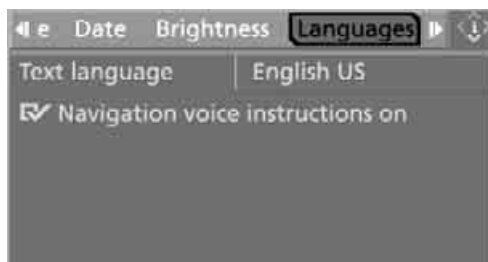 e Date Brightness Languages
Text language English US
Navigation voice instructions on